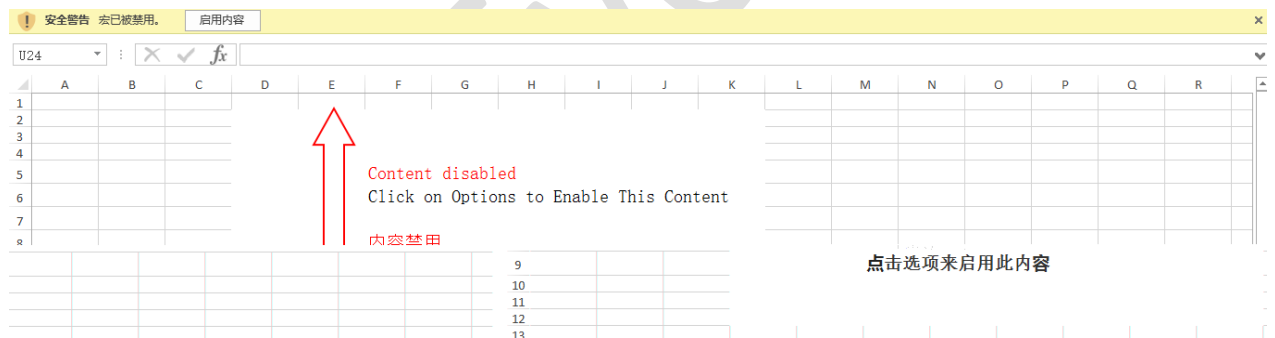 安全警告 宏已被禁用。 启用内容
U24 fx
A B C D E F G H I J K L M N O P Q R
1
2
3
4
5 Content disabled
6 Click on Options to Enable This Content
7
8 内容禁用
9 点击选项来启用此内容
10
11
12
13